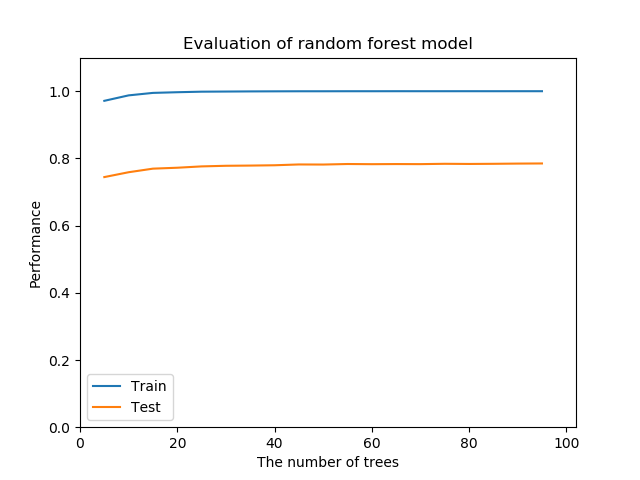 Evaluation of random forest model
1.0
0.8
0.6
0.4
0.2
0.0
Performance
Train
Test
0 20 40 60 80 100
The number of trees